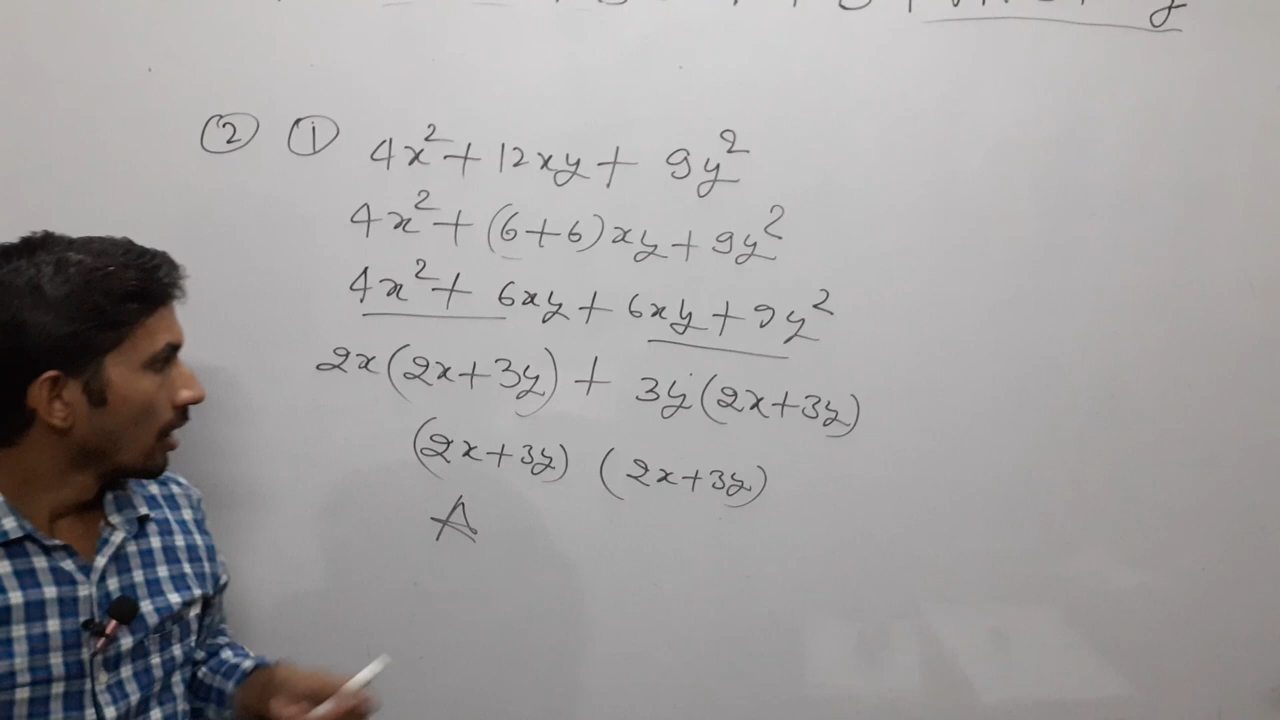 ② ① 4x² + 12xy + 9y²
4x² + (6+6)xy + 9y²
4x² + 6xy + 6xy + 9y²
2x(2x+3y) + 3y(2x+3y)
(2x+3y) (2x+3y)
A